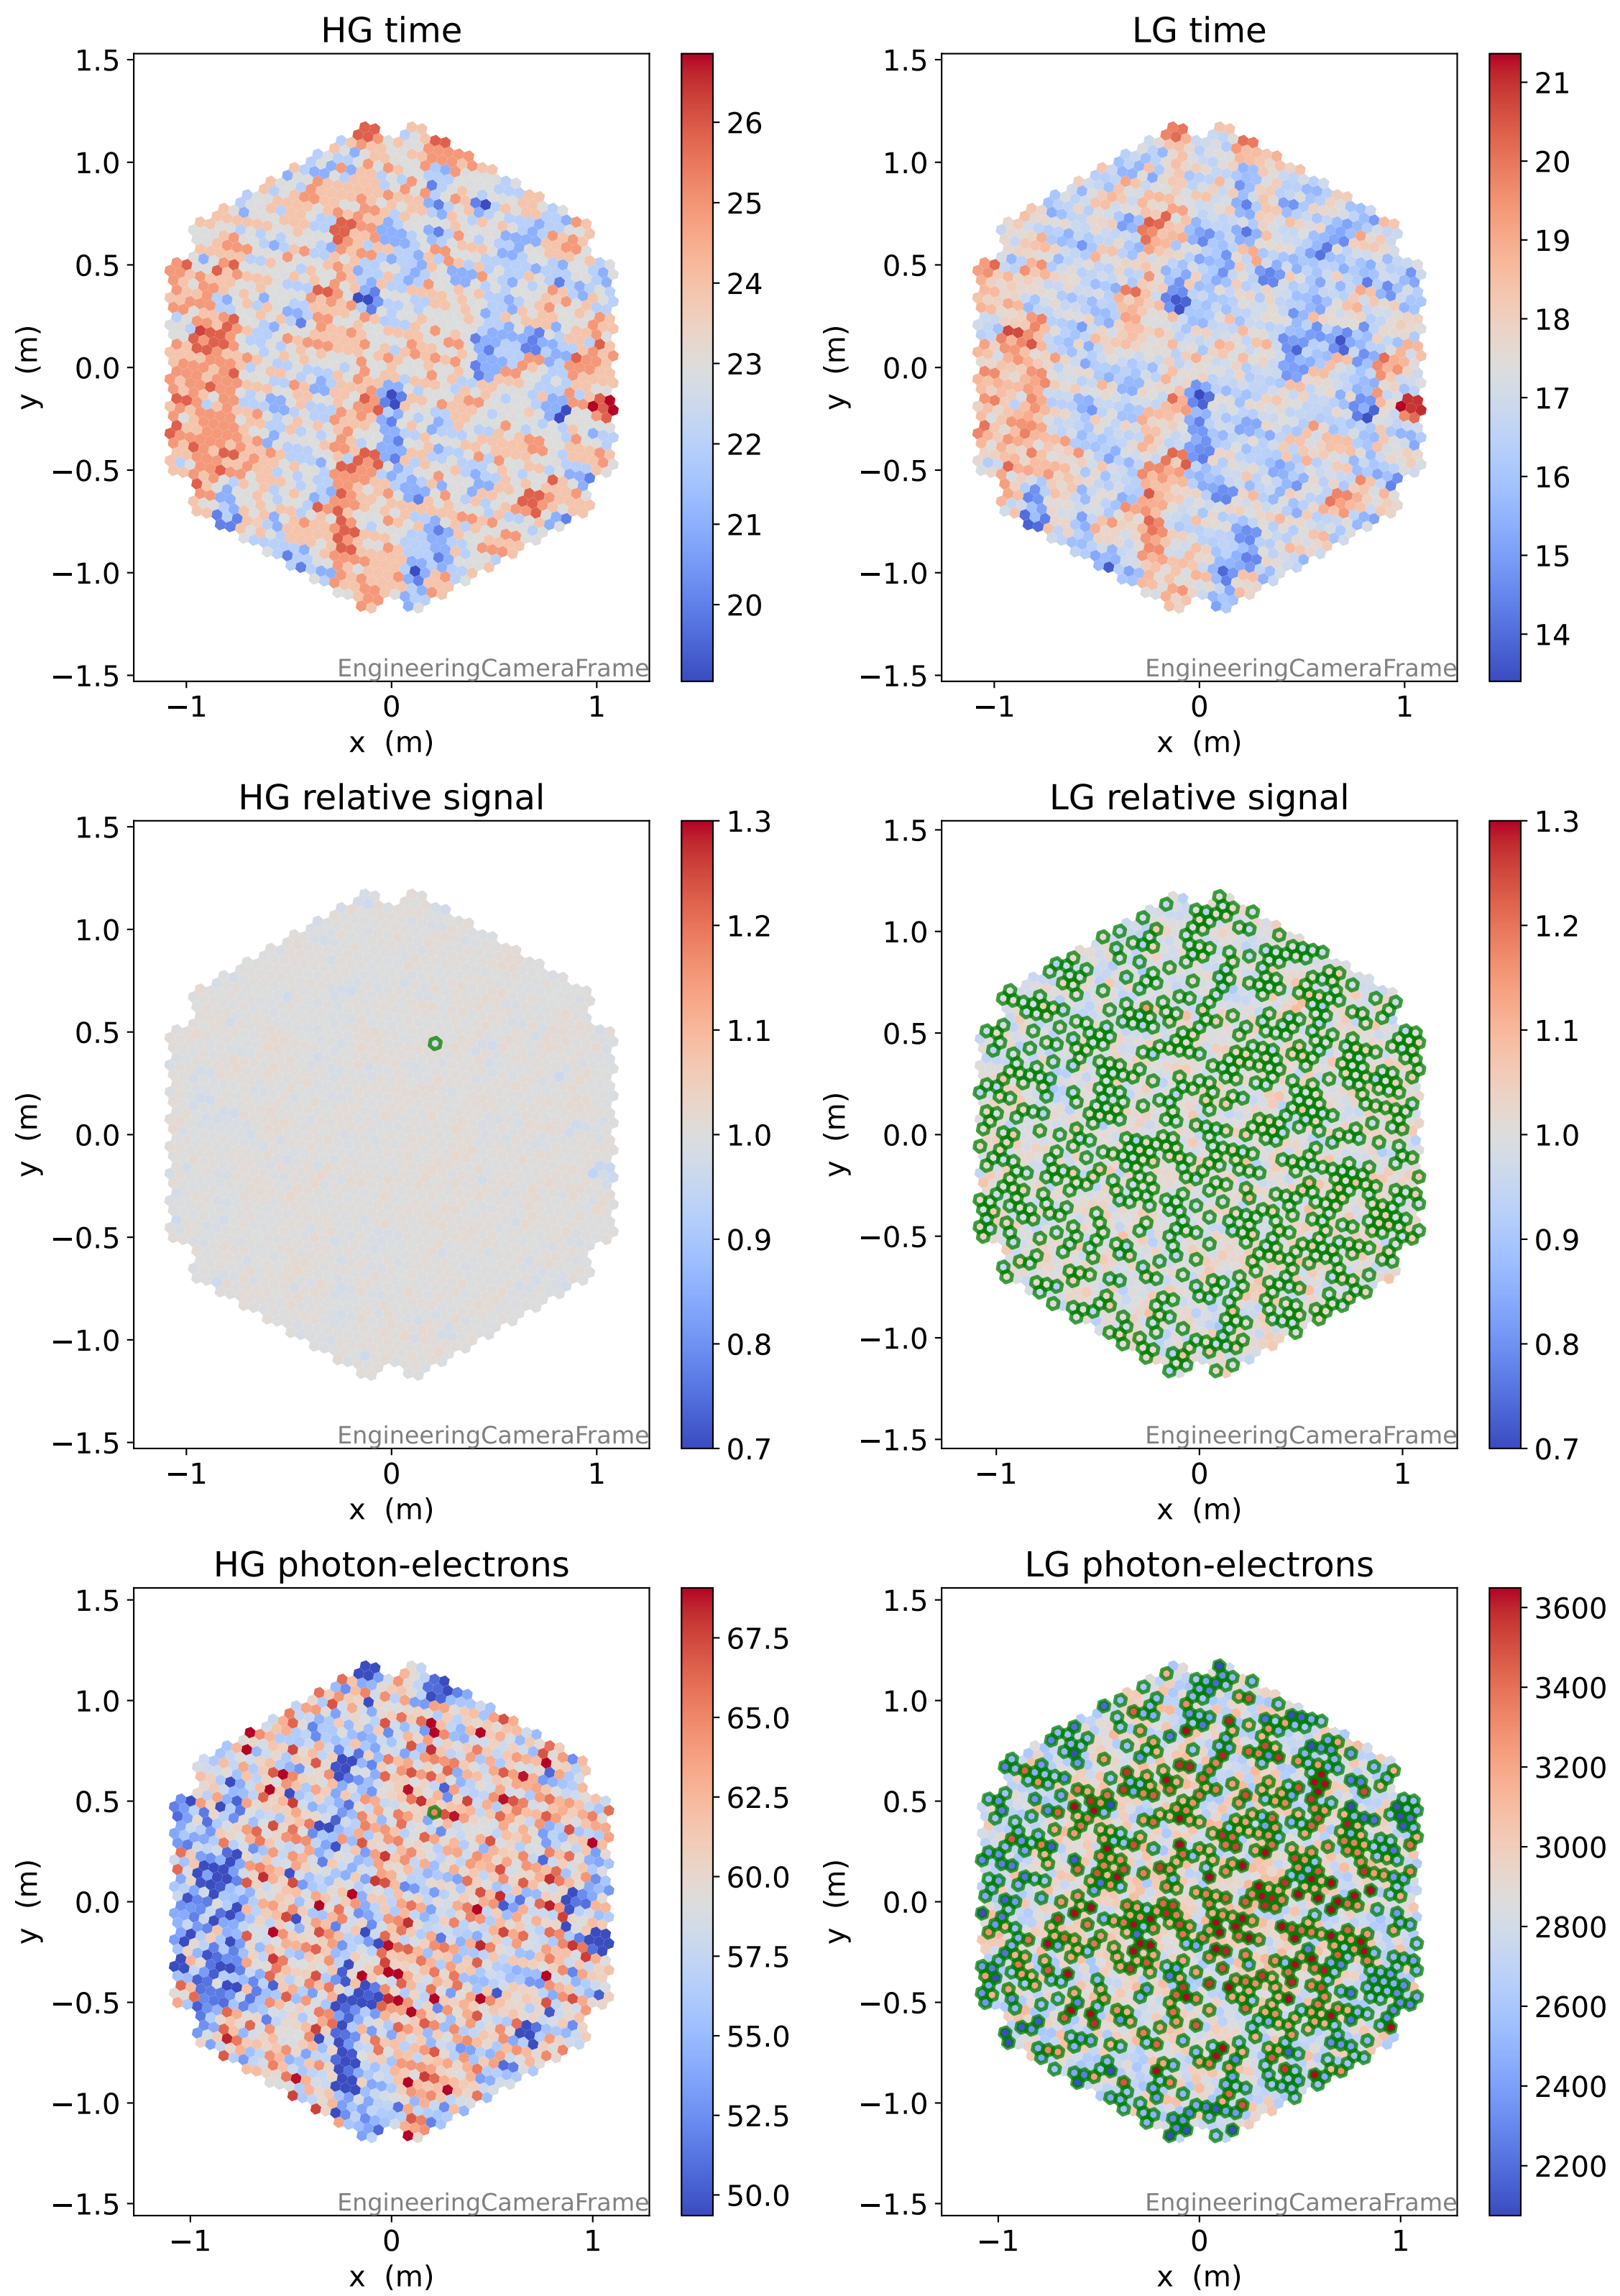 HG time
1.5
1.0
0.5
0.0
−0.5
−1.0
−1.5
y (m)
−1 0 1
x (m)
EngineeringCameraFrame
26
25
24
23
22
21
20
LG time
1.5
1.0
0.5
0.0
−0.5
−1.0
−1.5
y (m)
−1 0 1
x (m)
EngineeringCameraFrame
21
20
19
18
17
16
15
14
HG relative signal
1.5
1.0
0.5
0.0
−0.5
−1.0
−1.5
y (m)
−1 0 1
x (m)
EngineeringCameraFrame
1.3
1.2
1.1
1.0
0.9
0.8
0.7
LG relative signal
1.5
1.0
0.5
0.0
−0.5
−1.0
−1.5
y (m)
−1 0 1
x (m)
EngineeringCameraFrame
1.3
1.2
1.1
1.0
0.9
0.8
0.7
HG photon-electrons
1.5
1.0
0.5
0.0
−0.5
−1.0
−1.5
y (m)
−1 0 1
x (m)
EngineeringCameraFrame
67.5
65.0
62.5
60.0
57.5
55.0
52.5
50.0
LG photon-electrons
1.5
1.0
0.5
0.0
−0.5
−1.0
−1.5
y (m)
−1 0 1
x (m)
EngineeringCameraFrame
3600
3400
3200
3000
2800
2600
2400
2200